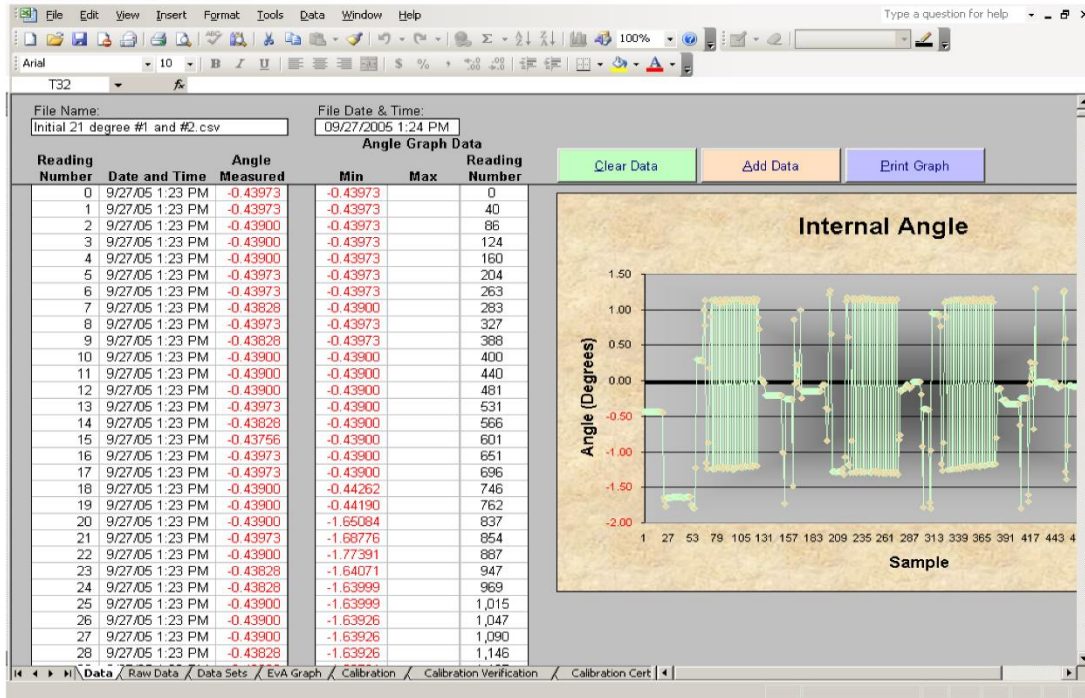 File Edit View Insert Format Tools Data Window Help Type a question for help
100%
Arial 10 B I U $ % ,
T32 fx
File Name: File Date & Time:
Initial 21 degree #1 and #2.csv 09/27/2005 1:24 PM
Angle Graph Data
Reading Angle Reading
Number Date and Time Measured Min Max Number
Clear Data Add Data Print Graph
0 9/27/05 1:23 PM -0.43973 -0.43973 0
1 9/27/05 1:23 PM -0.43973 -0.43973 40
2 9/27/05 1:23 PM -0.43900 -0.43973 86
3 9/27/05 1:23 PM -0.43900 -0.43973 124
4 9/27/05 1:23 PM -0.43900 -0.43973 160
5 9/27/05 1:23 PM -0.43973 -0.43973 204
6 9/27/05 1:23 PM -0.43973 -0.43973 263
7 9/27/05 1:23 PM -0.43828 -0.43900 283
8 9/27/05 1:23 PM -0.43973 -0.43973 327
9 9/27/05 1:23 PM -0.43828 -0.43973 388
10 9/27/05 1:23 PM -0.43900 -0.43900 400
11 9/27/05 1:23 PM -0.43900 -0.43900 440
12 9/27/05 1:23 PM -0.43900 -0.43900 481
13 9/27/05 1:23 PM -0.43973 -0.43900 531
14 9/27/05 1:23 PM -0.43828 -0.43900 566
15 9/27/05 1:23 PM -0.43756 -0.43900 601
16 9/27/05 1:23 PM -0.43973 -0.43900 651
17 9/27/05 1:23 PM -0.43973 -0.43900 696
18 9/27/05 1:23 PM -0.43900 -0.44262 746
19 9/27/05 1:23 PM -0.43900 -0.44190 762
20 9/27/05 1:23 PM -0.43900 -1.65084 837
21 9/27/05 1:23 PM -0.43973 -1.68776 854
22 9/27/05 1:23 PM -0.43900 -1.77391 887
23 9/27/05 1:23 PM -0.43828 -1.64071 947
24 9/27/05 1:23 PM -0.43828 -1.63999 969
25 9/27/05 1:23 PM -0.43900 -1.63999 1,015
26 9/27/05 1:23 PM -0.43900 -1.63926 1,047
27 9/27/05 1:23 PM -0.43900 -1.63926 1,090
28 9/27/05 1:23 PM -0.43828 -1.63926 1,146
Internal Angle
Angle (Degrees)
1.50
1.00
0.50
0.00
-0.50
-1.00
-1.50
-2.00
1 27 53 79 105 131 157 183 209 235 261 287 313 339 365 391 417 443
Sample
Data Raw Data Data Sets EvA Graph Calibration Calibration Verification Calibration Cert